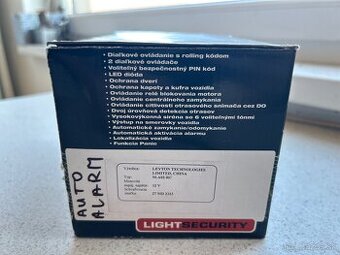 Diaľkové ovládanie s rolling kódom
2 diaľkové ovládače
Voliteľný bezpečnostný PIN kód
LED dióda
Ochrana dverí
Ochrana kapoty a kufra vozidla
Ovládanie relé blokovania motora
Ovládanie centrálneho zamykania
Ovládanie citlivosti otrasového snímača cez DO
Dvoj úrovňová detekcia otrasu
Vysokovýkonná siréna so 6 voliteľnými tónmi
Výstup na smerovky vozidla
Automatické zamykanie/odomykanie
Automatická aktivácia alarmu
Lokalizácia vozidla
Funkcia Panic
AUTO
ALARM
LEVTON TECHNOLOGIES
LIMITED, CHINA
12 V
LIGHTSECURITY